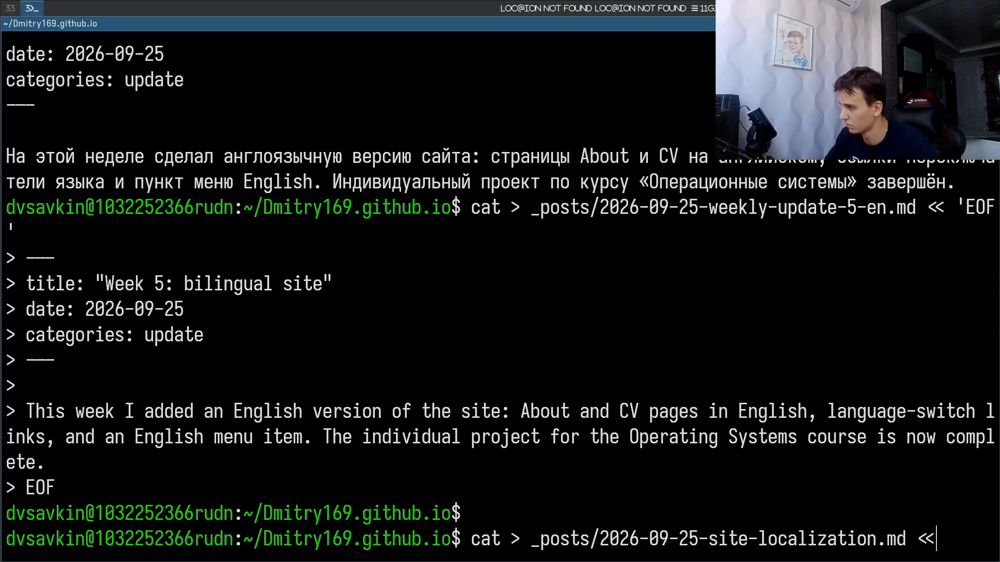 33 3>_ LOC@ION NOT FOUND LOC@ION NOT FOUND
~/Dmitry169.github.io
date: 2026-09-25
categories: update
---
На этой неделе сделал англоязычную версию сайта: страницы About и CV на английском, ссылки-переключа
тели языка и пункт меню English. Индивидуальный проект по курсу «Операционные системы» завершён.
dvsavkin@1032252366rudn:~/Dmitry169.github.io$ cat > _posts/2026-09-25-weekly-update-5-en.md << 'EOF
'
> ---
> title: "Week 5: bilingual site"
> date: 2026-09-25
> categories: update
> ---
>
> This week I added an English version of the site: About and CV pages in English, language-switch l
inks, and an English menu item. The individual project for the Operating Systems course is now compl
ete.
> EOF
dvsavkin@1032252366rudn:~/Dmitry169.github.io$
dvsavkin@1032252366rudn:~/Dmitry169.github.io$ cat > _posts/2026-09-25-site-localization.md <<
SPEED